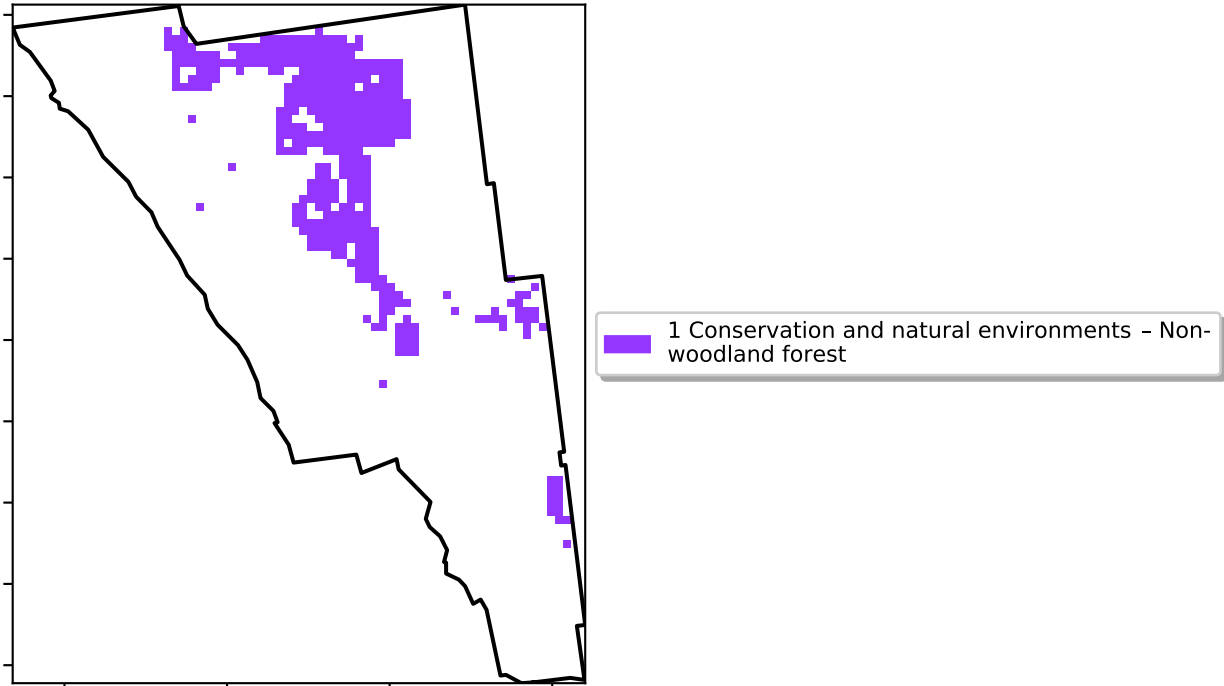 1 Conservation and natural environments – Non-
woodland forest